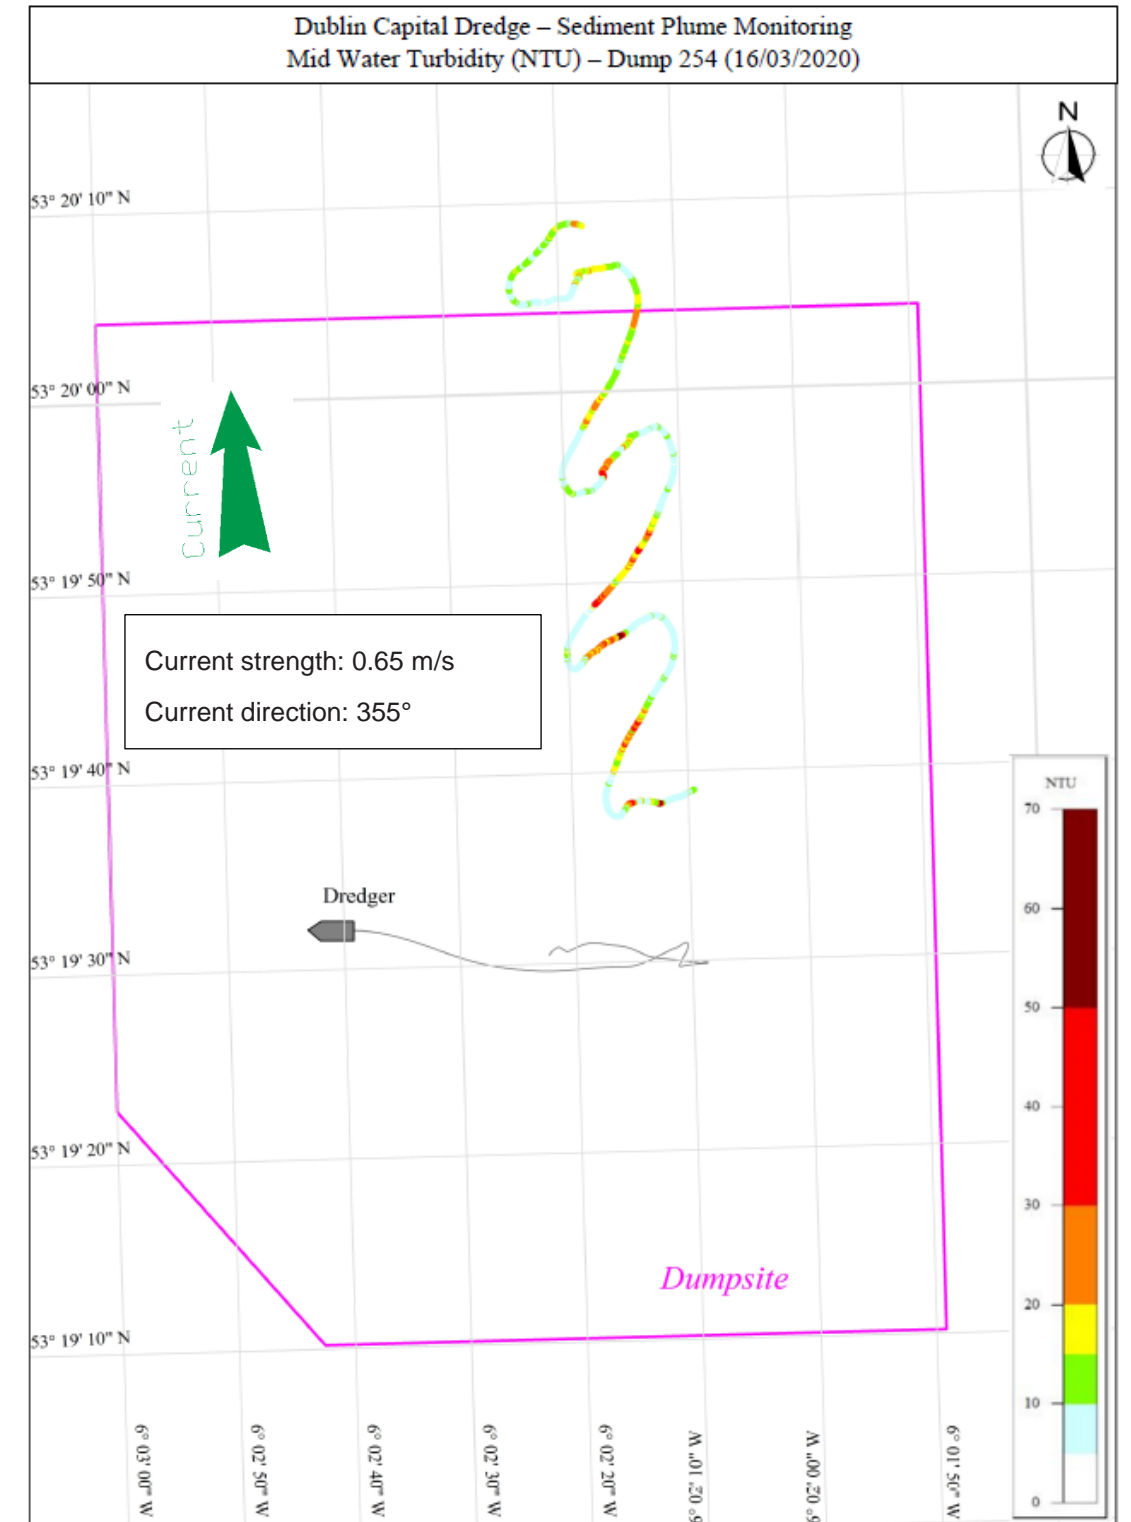 Dublin Capital Dredge – Sediment Plume Monitoring
Mid Water Turbidity (NTU) – Dump 254 (16/03/2020)
N
53° 20' 10" N
53° 20' 00" N
Current
53° 19' 50" N
Current strength: 0.65 m/s
Current direction: 355°
53° 19' 40" N
NTU
70
60
50
40
30
20
10
0
Dredger
53° 19' 30" N
53° 19' 20" N
Dumpsite
53° 19' 10" N
6° 03' 00" W
6° 02' 50" W
6° 02' 40" W
6° 02' 30" W
6° 02' 20" W
6° 02' 10" W
6° 02' 00" W
6° 01' 50" W